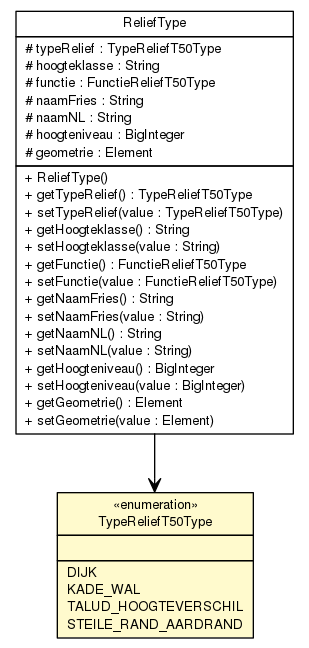 ReliefType
# typeRelief : TypeReliefT50Type
# hoogteklasse : String
# functie : FunctieReliefT50Type
# naamFries : String
# naamNL : String
# hoogteniveau : BigInteger
# geometrie : Element
+ ReliefType()
+ getTypeRelief() : TypeReliefT50Type
+ setTypeRelief(value : TypeReliefT50Type)
+ getHoogteklasse() : String
+ setHoogteklasse(value : String)
+ getFunctie() : FunctieReliefT50Type
+ setFunctie(value : FunctieReliefT50Type)
+ getNaamFries() : String
+ setNaamFries(value : String)
+ getNaamNL() : String
+ setNaamNL(value : String)
+ getHoogteniveau() : BigInteger
+ setHoogteniveau(value : BigInteger)
+ getGeometrie() : Element
+ setGeometrie(value : Element)
«enumeration»
TypeReliefT50Type
DIJK
KADE_WAL
TALUD_HOOGTEVERSCHIL
STEILE_RAND_AARDRAND